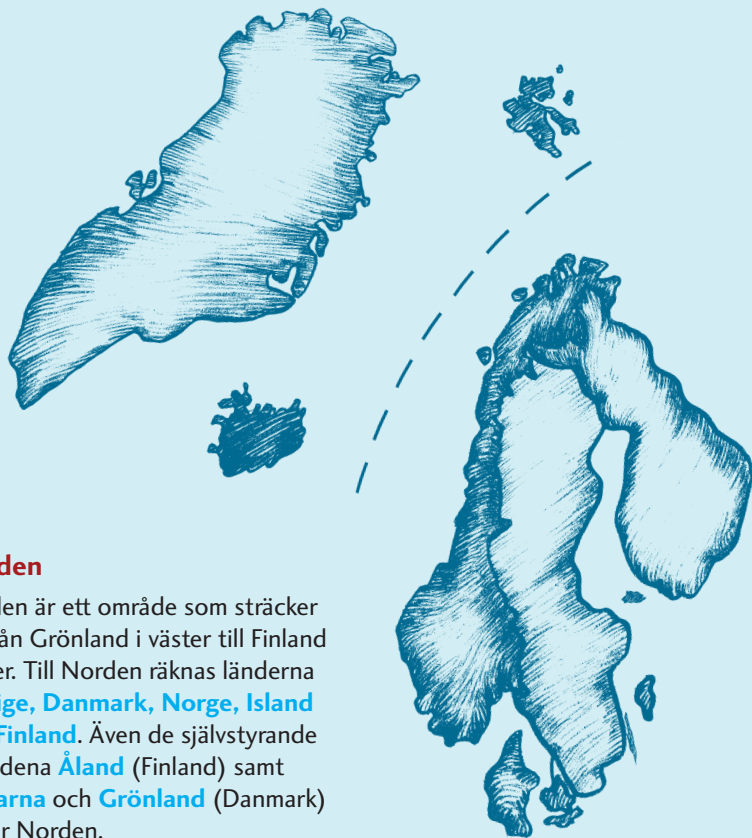 den
den är ett område som sträcker
ån Grönland i väster till Finland
er. Till Norden räknas länderna
ige, Danmark, Norge, Island
Finland. Även de självstyrande
dena Åland (Finland) samt
arna och Grönland (Danmark)
r Norden.